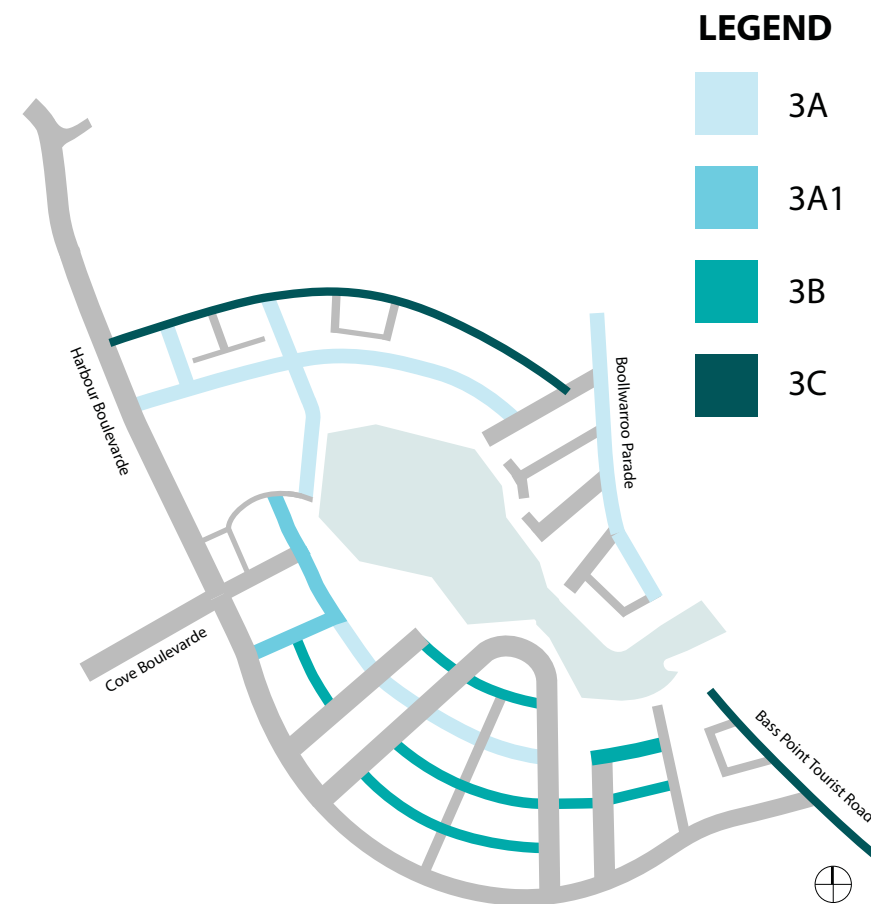 LEGEND
3A
3A1
3B
3C
Harbour Boulevarde
Boollwarroo Parade
Cove Boulevarde
Bass Point Tourist Road